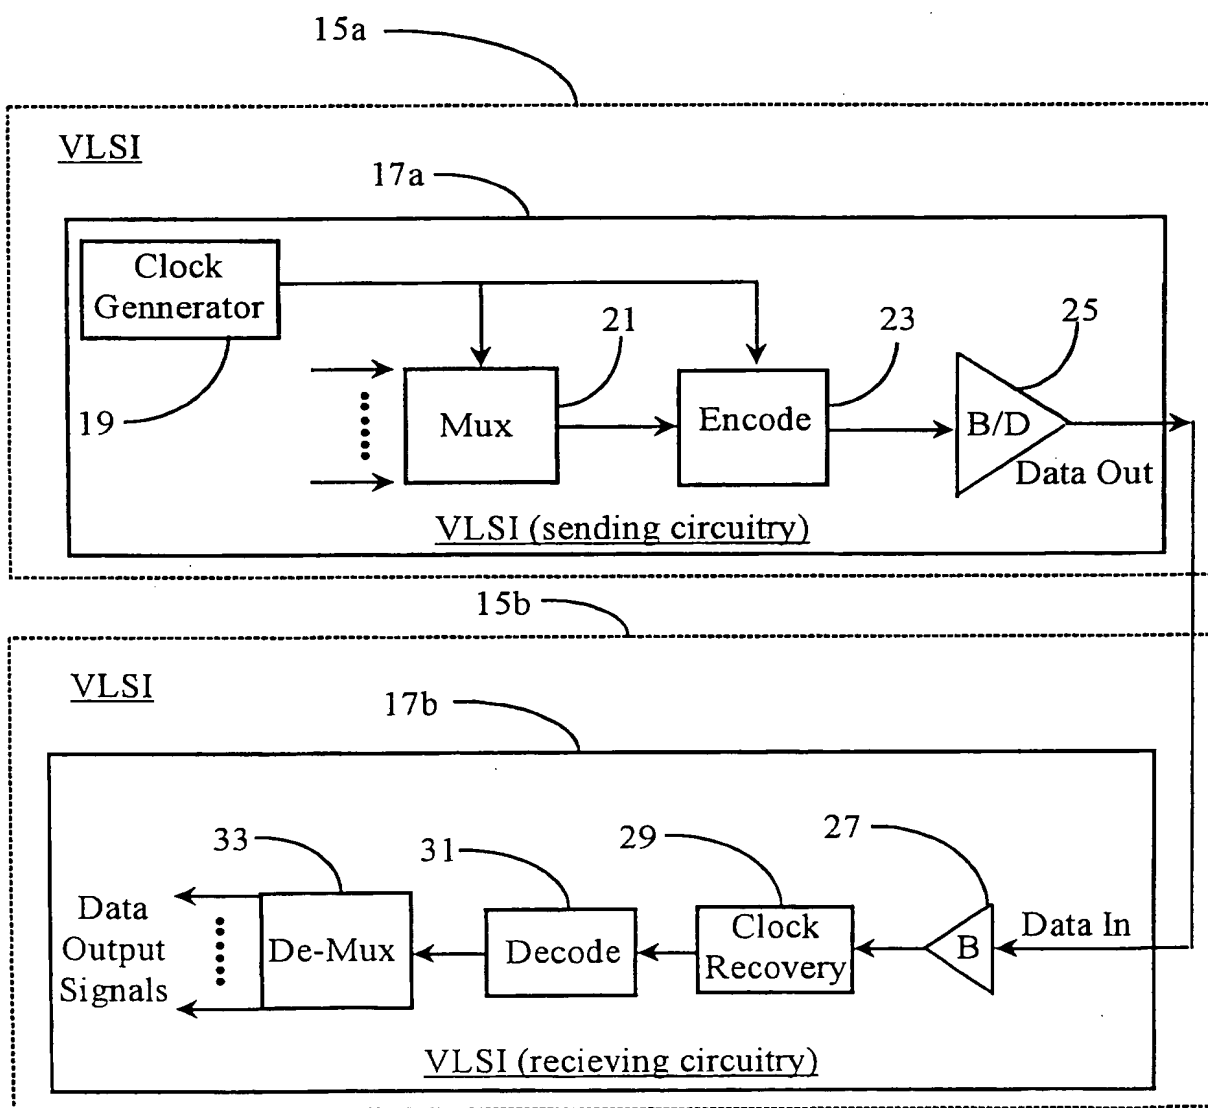 15a
VLSI
17a
Clock
Gennerator
19
21
23
25
Mux
Encode
B/D
Data Out
VLSI (sending circuitry)
15b
VLSI
17b
33
31
29
27
Data
Output
Signals
De-Mux
Decode
Clock
Recovery
B
Data In
VLSI (recieving circuitry)